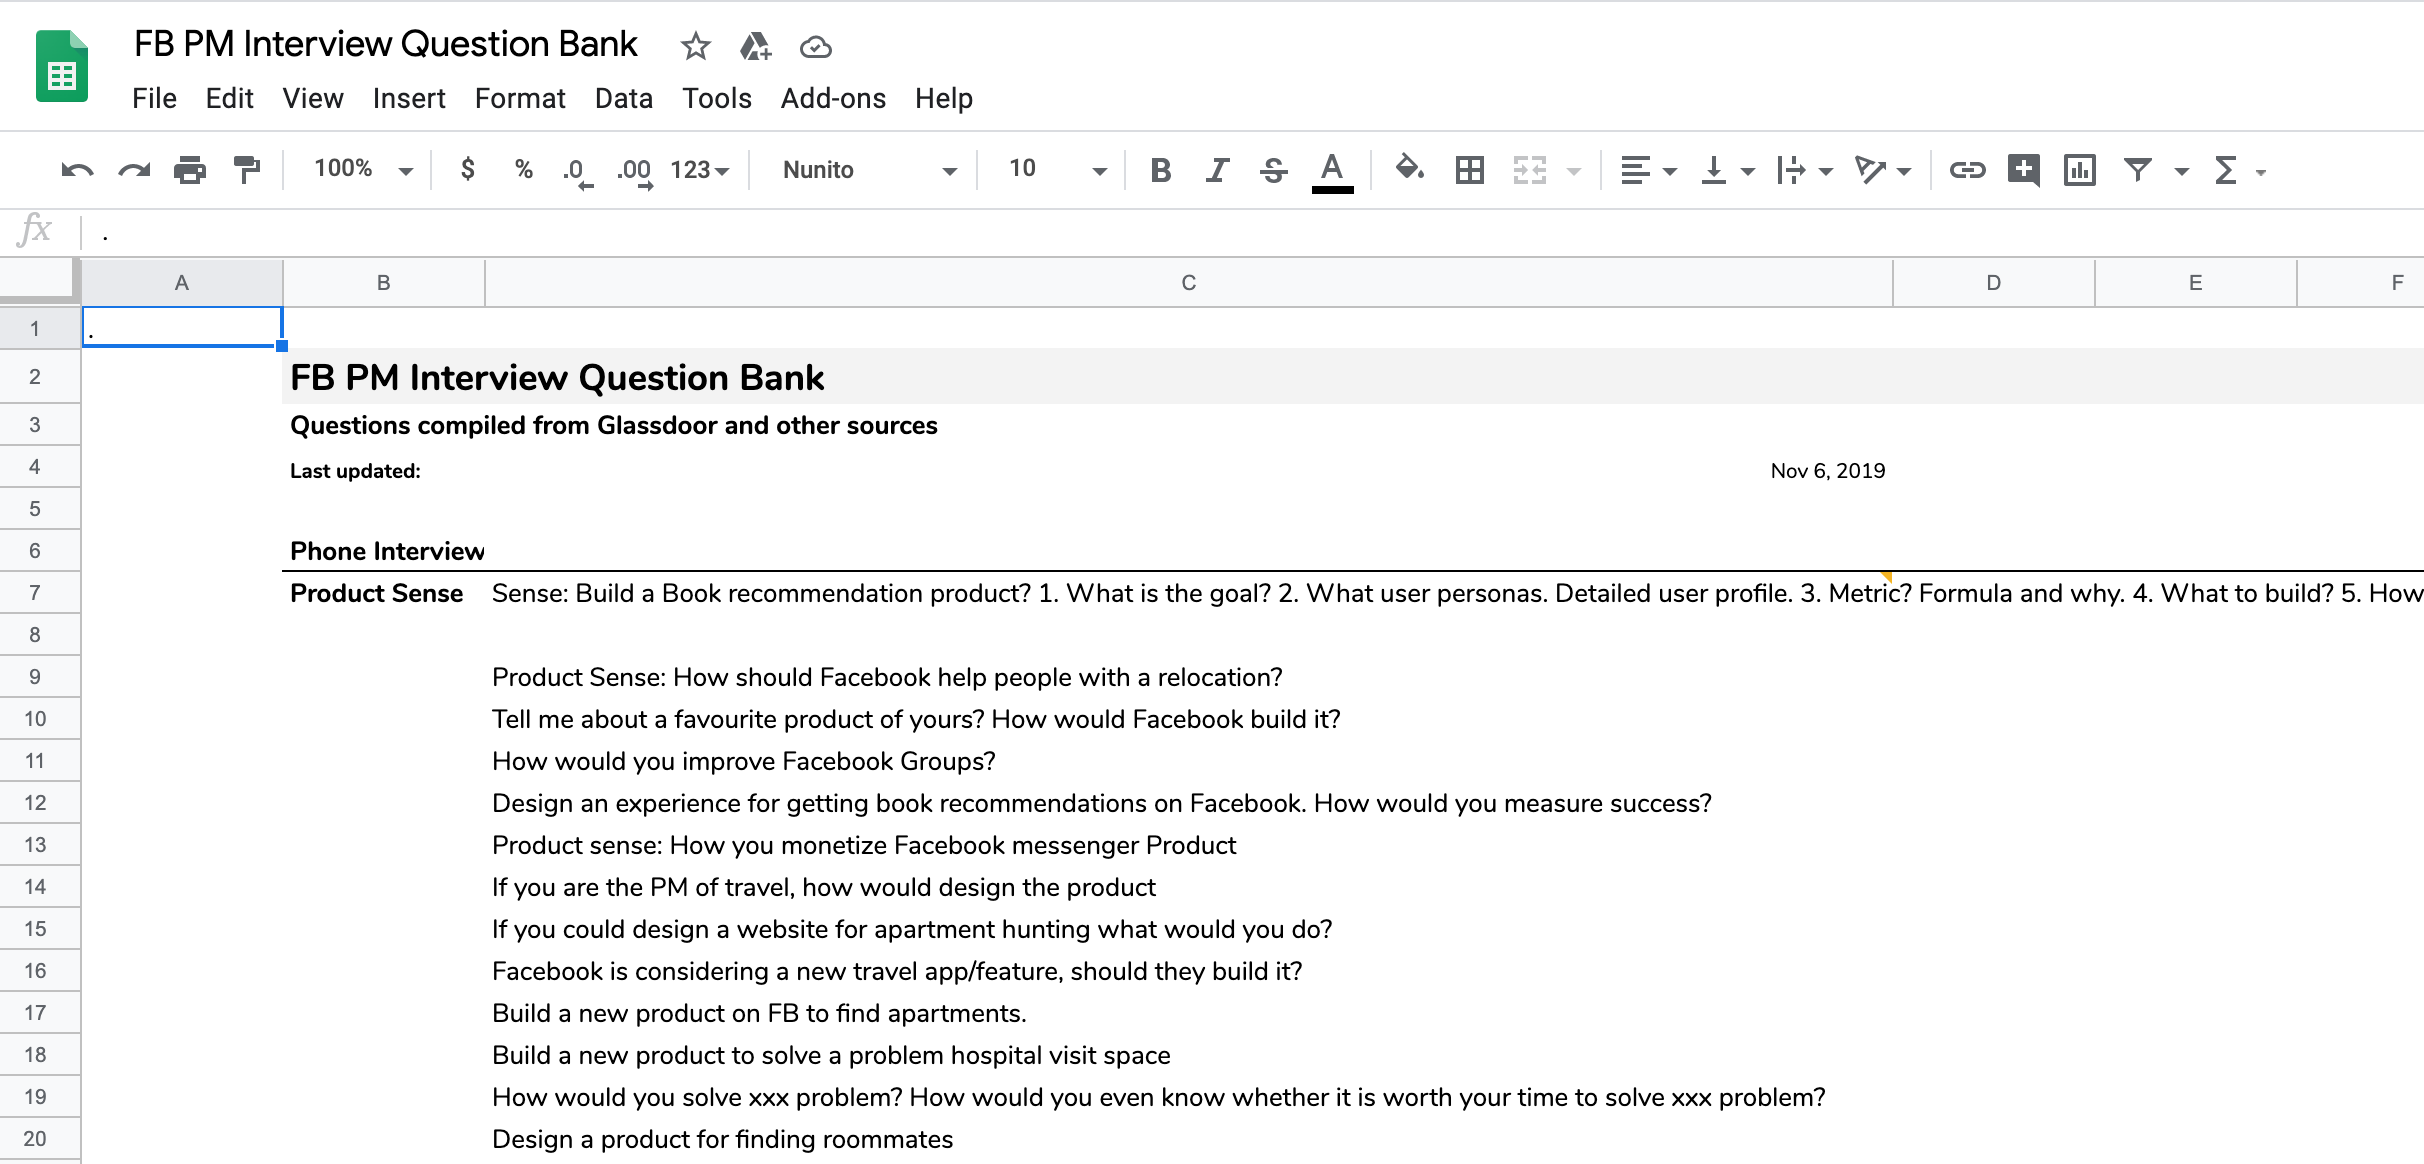 FB PM Interview Question Bank
File Edit View Insert Format Data Tools Add-ons Help
100% $ % .0 .00 123 Nunito 10 B I S A Σ
fx .
A B C D E F
1 .
2 FB PM Interview Question Bank
3 Questions compiled from Glassdoor and other sources
4 Last updated: Nov 6, 2019
5
6 Phone Interview
7 Product Sense Sense: Build a Book recommendation product? 1. What is the goal? 2. What user personas. Detailed user profile. 3. Metric? Formula and why. 4. What to build? 5. How
8
9 Product Sense: How should Facebook help people with a relocation?
10 Tell me about a favourite product of yours? How would Facebook build it?
11 How would you improve Facebook Groups?
12 Design an experience for getting book recommendations on Facebook. How would you measure success?
13 Product sense: How you monetize Facebook messenger Product
14 If you are the PM of travel, how would design the product
15 If you could design a website for apartment hunting what would you do?
16 Facebook is considering a new travel app/feature, should they build it?
17 Build a new product on FB to find apartments.
18 Build a new product to solve a problem hospital visit space
19 How would you solve xxx problem? How would you even know whether it is worth your time to solve xxx problem?
20 Design a product for finding roommates